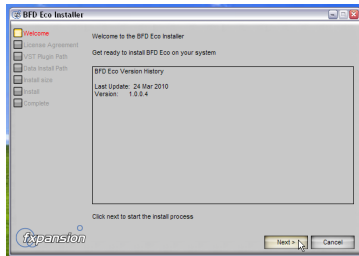 BFD Eco Installer
Welcome
License Agreement
VST Plugin Path
Data Install Path
Install size
Install
Complete
Welcome to the BFD Eco Installer
Get ready to install BFD Eco on your system
BFD Eco Version History
Last Update: 24 Mar 2010
Version: 1.0.0.4
Click next to start the install process
fxpansion
Next >
Cancel